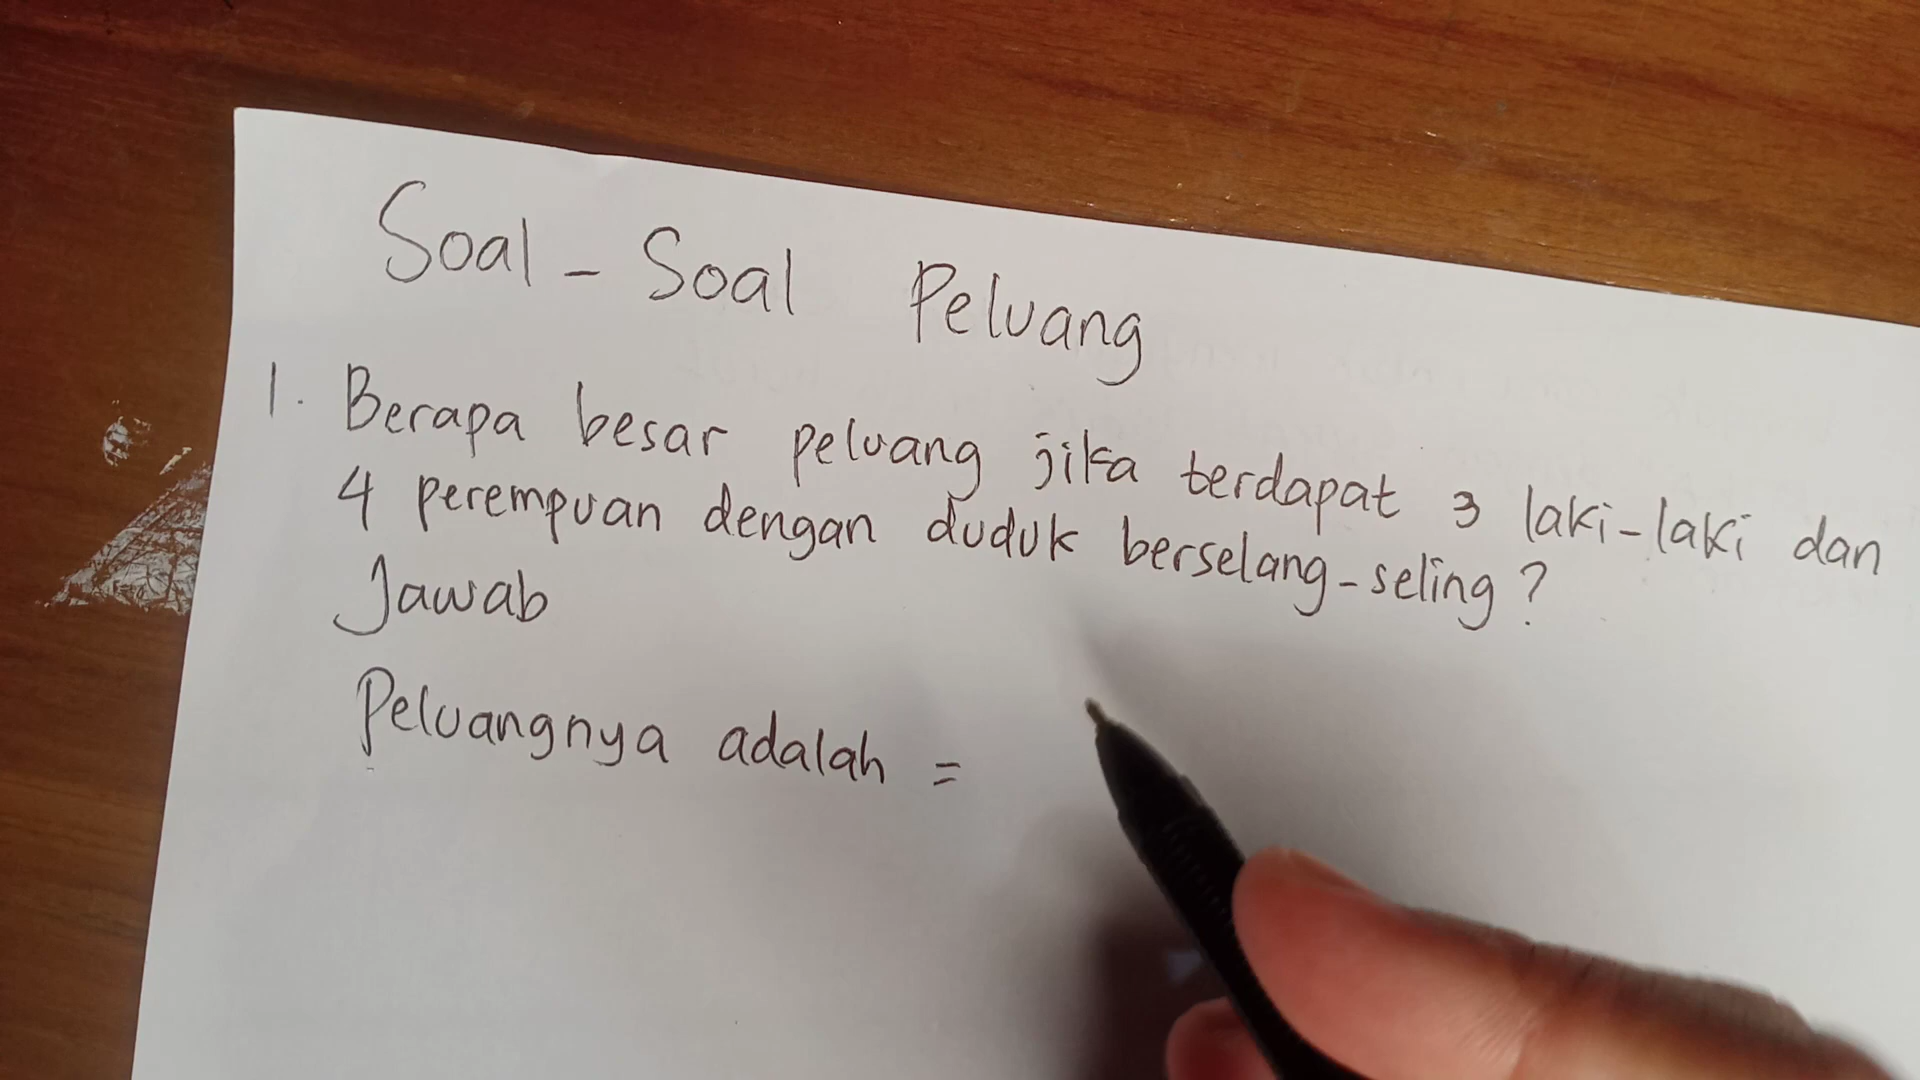 Soal - Soal Peluang
1. Berapa besar peluang jika terdapat 3 laki-laki dan
4 perempuan dengan duduk berselang-seling?
Jawab
Peluangnya adalah =